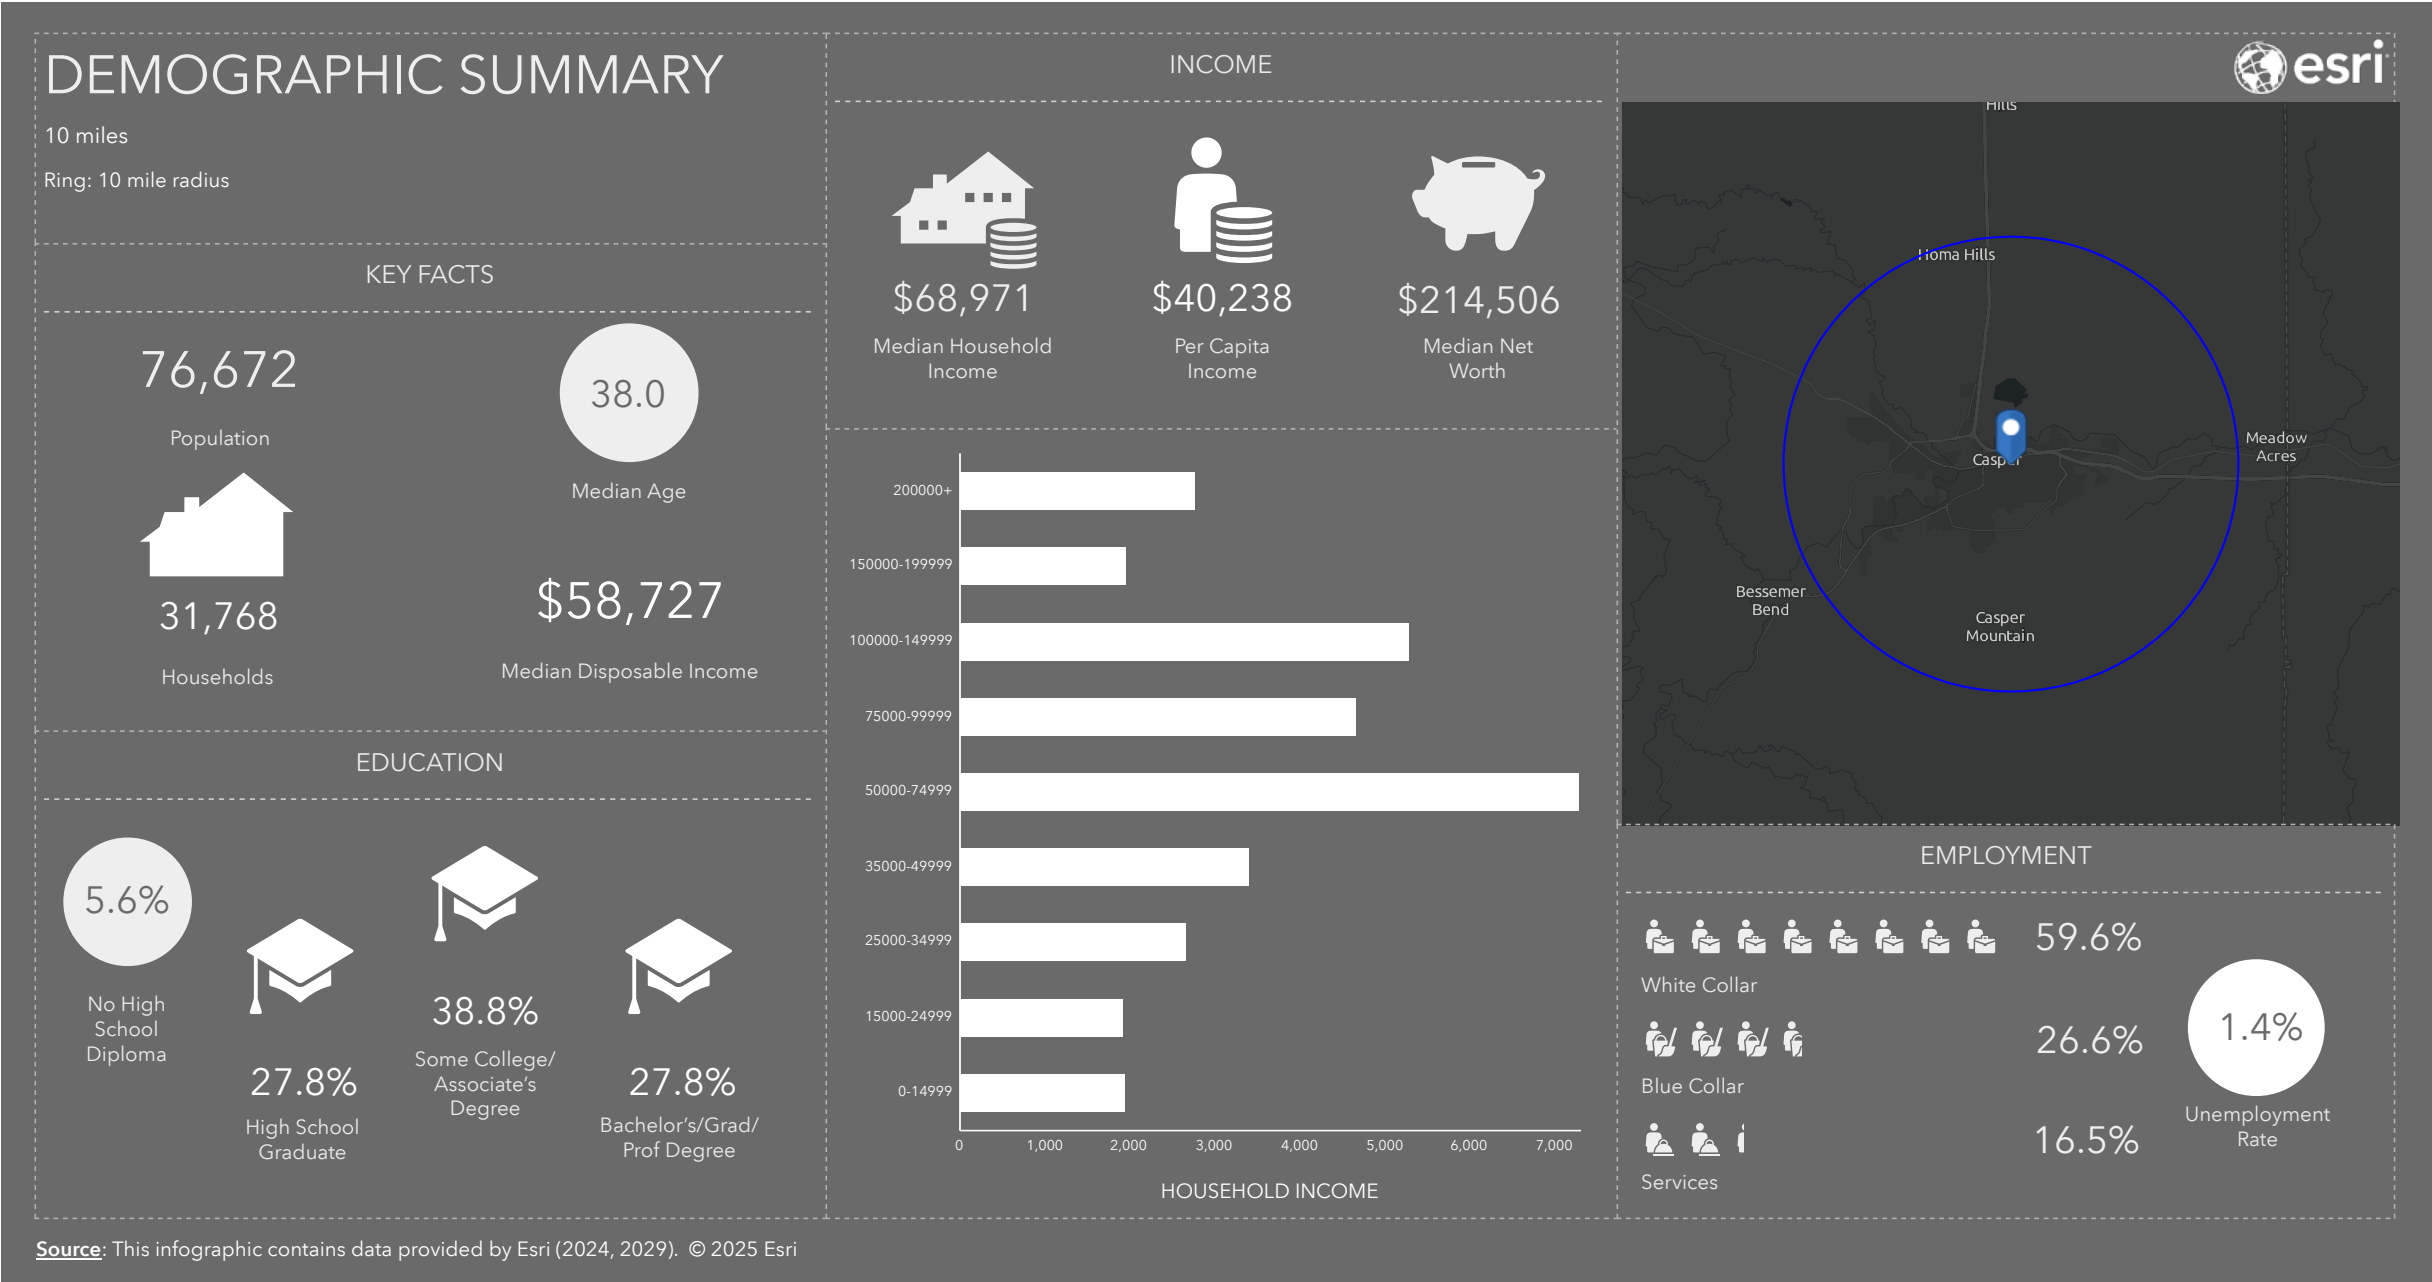 DEMOGRAPHIC SUMMARY
10 miles
Ring: 10 mile radius
KEY FACTS
76,672
Population
38.0
Median Age
31,768
Households
$58,727
Median Disposable Income
EDUCATION
5.6%
No High
School
Diploma
27.8%
High School
Graduate
38.8%
Some College/
Associate's
Degree
27.8%
Bachelor's/Grad/
Prof Degree
INCOME
$68,971
Median Household
Income
$40,238
Per Capita
Income
$214,506
Median Net
Worth
200000+
150000-199999
100000-149999
75000-99999
50000-74999
35000-49999
25000-34999
15000-24999
0-14999
0 1,000 2,000 3,000 4,000 5,000 6,000 7,000
HOUSEHOLD INCOME
esri
Hills
Homa Hills
Meadow
Acres
Casper
Bessemer
Bend
Casper
Mountain
EMPLOYMENT
59.6%
White Collar
26.6%
Blue Collar
16.5%
Services
1.4%
Unemployment
Rate
Source: This infographic contains data provided by Esri (2024, 2029). © 2025 Esri